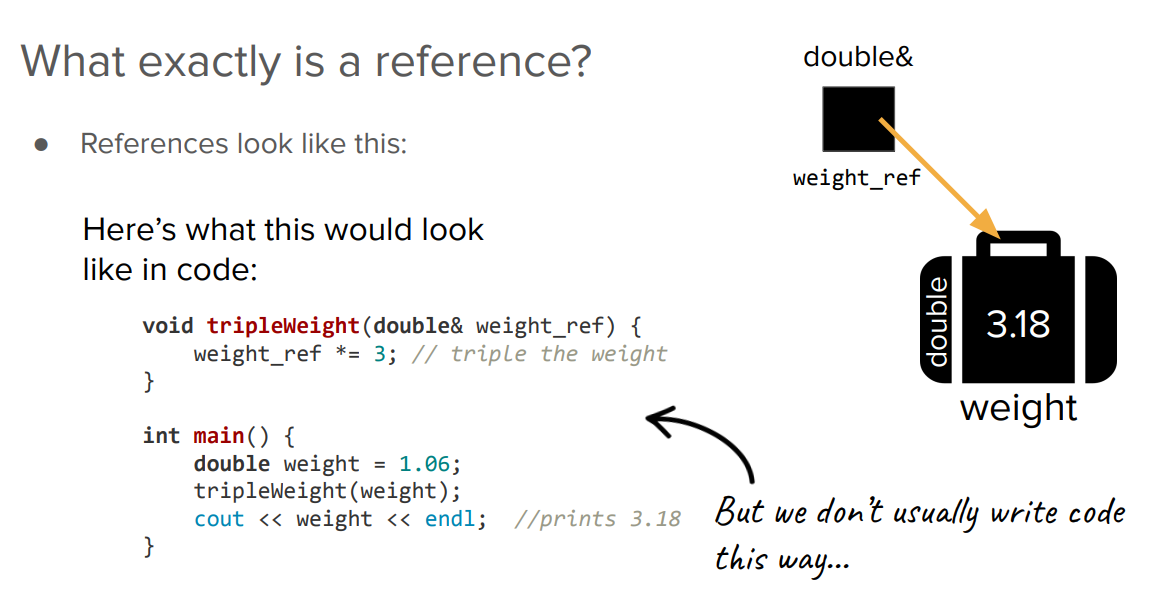 What exactly is a reference?
● References look like this:
Here’s what this would look
like in code:
void tripleWeight(double& weight_ref) {
    weight_ref *= 3; // triple the weight
}
int main() {
    double weight = 1.06;
    tripleWeight(weight);
    cout << weight << endl;  //prints 3.18
}
double&
weight_ref
double
3.18
weight
But we don’t usually write code
this way...